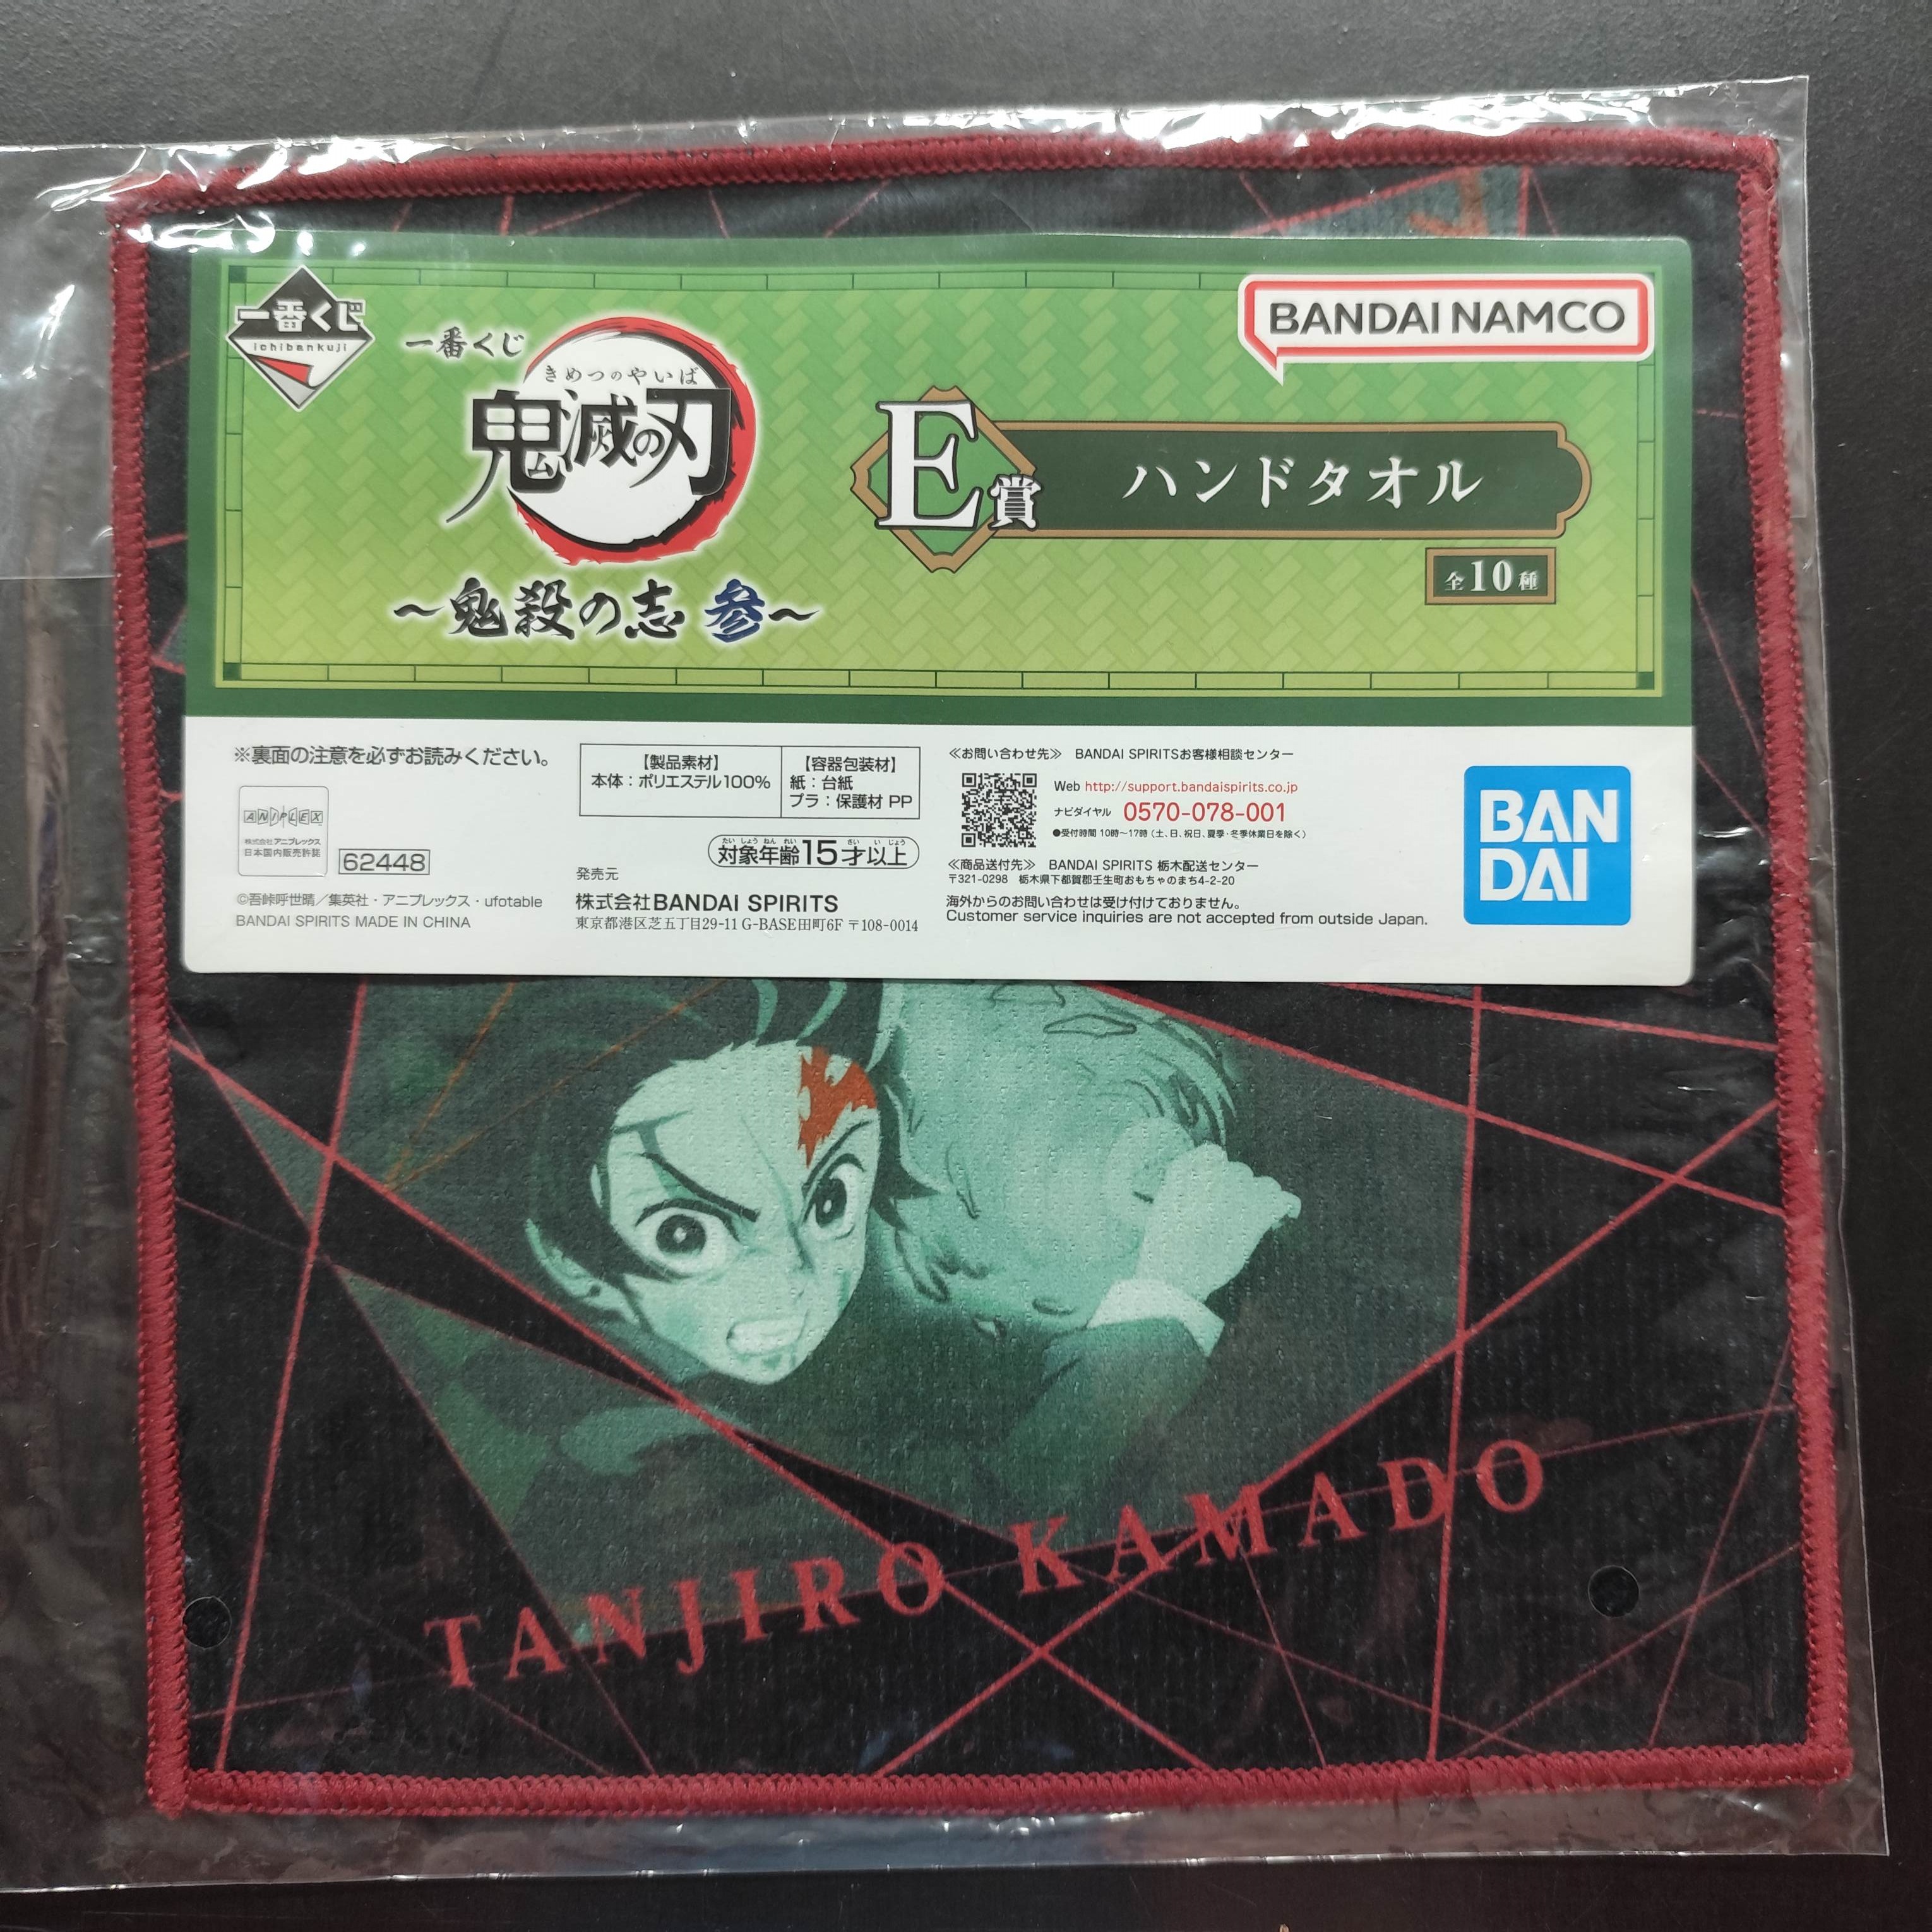 一番くじ
ichibankuji
一番くじ
きめつのやいば
鬼滅の刃
〜鬼殺の志 参〜
BANDAI NAMCO
E賞 ハンドタオル
全10種
※裏面の注意を必ずお読みください。
ANIPLEX
株式会社アニプレックス
日本国内販売許諾
62448
©吾峠呼世晴／集英社・アニプレックス・ufotable
BANDAI SPIRITS MADE IN CHINA
【製品素材】
本体：ポリエステル100%
【容器包装材】
紙：台紙
プラ：保護材 PP
たいしょうねんれい さい いじょう
対象年齢15才以上
発売元
株式会社BANDAI SPIRITS
東京都港区芝五丁目29-11 G-BASE田町6F 〒108-0014
≪お問い合わせ先≫ BANDAI SPIRITSお客様相談センター
Web http://support.bandaispirits.co.jp
ナビダイヤル 0570-078-001
●受付時間 10時〜17時（土、日、祝日、夏季・冬季休業日を除く）
≪商品送付先≫ BANDAI SPIRITS 栃木配送センター
〒321-0298 栃木県下都賀郡壬生町おもちゃのまち4-2-20
海外からのお問い合わせは受け付けておりません。
Customer service inquiries are not accepted from outside Japan.
BAN
DAI
TANJIRO KAMADO